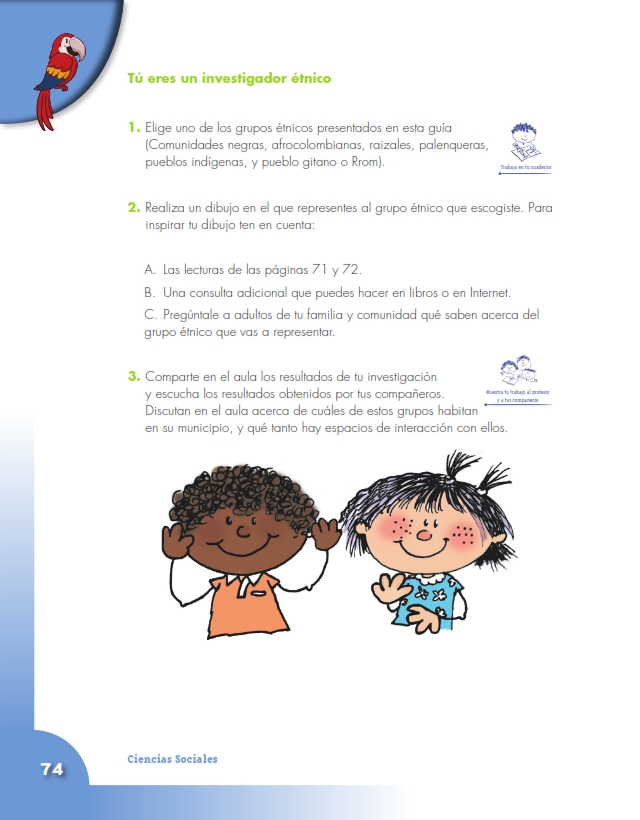 Tú eres un investigador étnico
1. Elige uno de los grupos étnicos presentados en esta guía
(Comunidades negras, afrocolombianas, raizales, palenqueras,
pueblos indígenas, y pueblo gitano o Rrom).
Trabaja en tu cuaderno
2. Realiza un dibujo en el que representes al grupo étnico que escogiste. Para
inspirar tu dibujo ten en cuenta:
A. Las lecturas de las páginas 71 y 72.
B. Una consulta adicional que puedes hacer en libros o en Internet.
C. Pregúntale a adultos de tu familia y comunidad qué saben acerca del
grupo étnico que vas a representar.
3. Comparte en el aula los resultados de tu investigación
y escucha los resultados obtenidos por tus compañeros.
Discutan en el aula acerca de cuáles de estos grupos habitan
en su municipio, y qué tanto hay espacios de interacción con ellos.
Muestra tu trabajo al profesor
y a tus compañeros
Ciencias Sociales
74